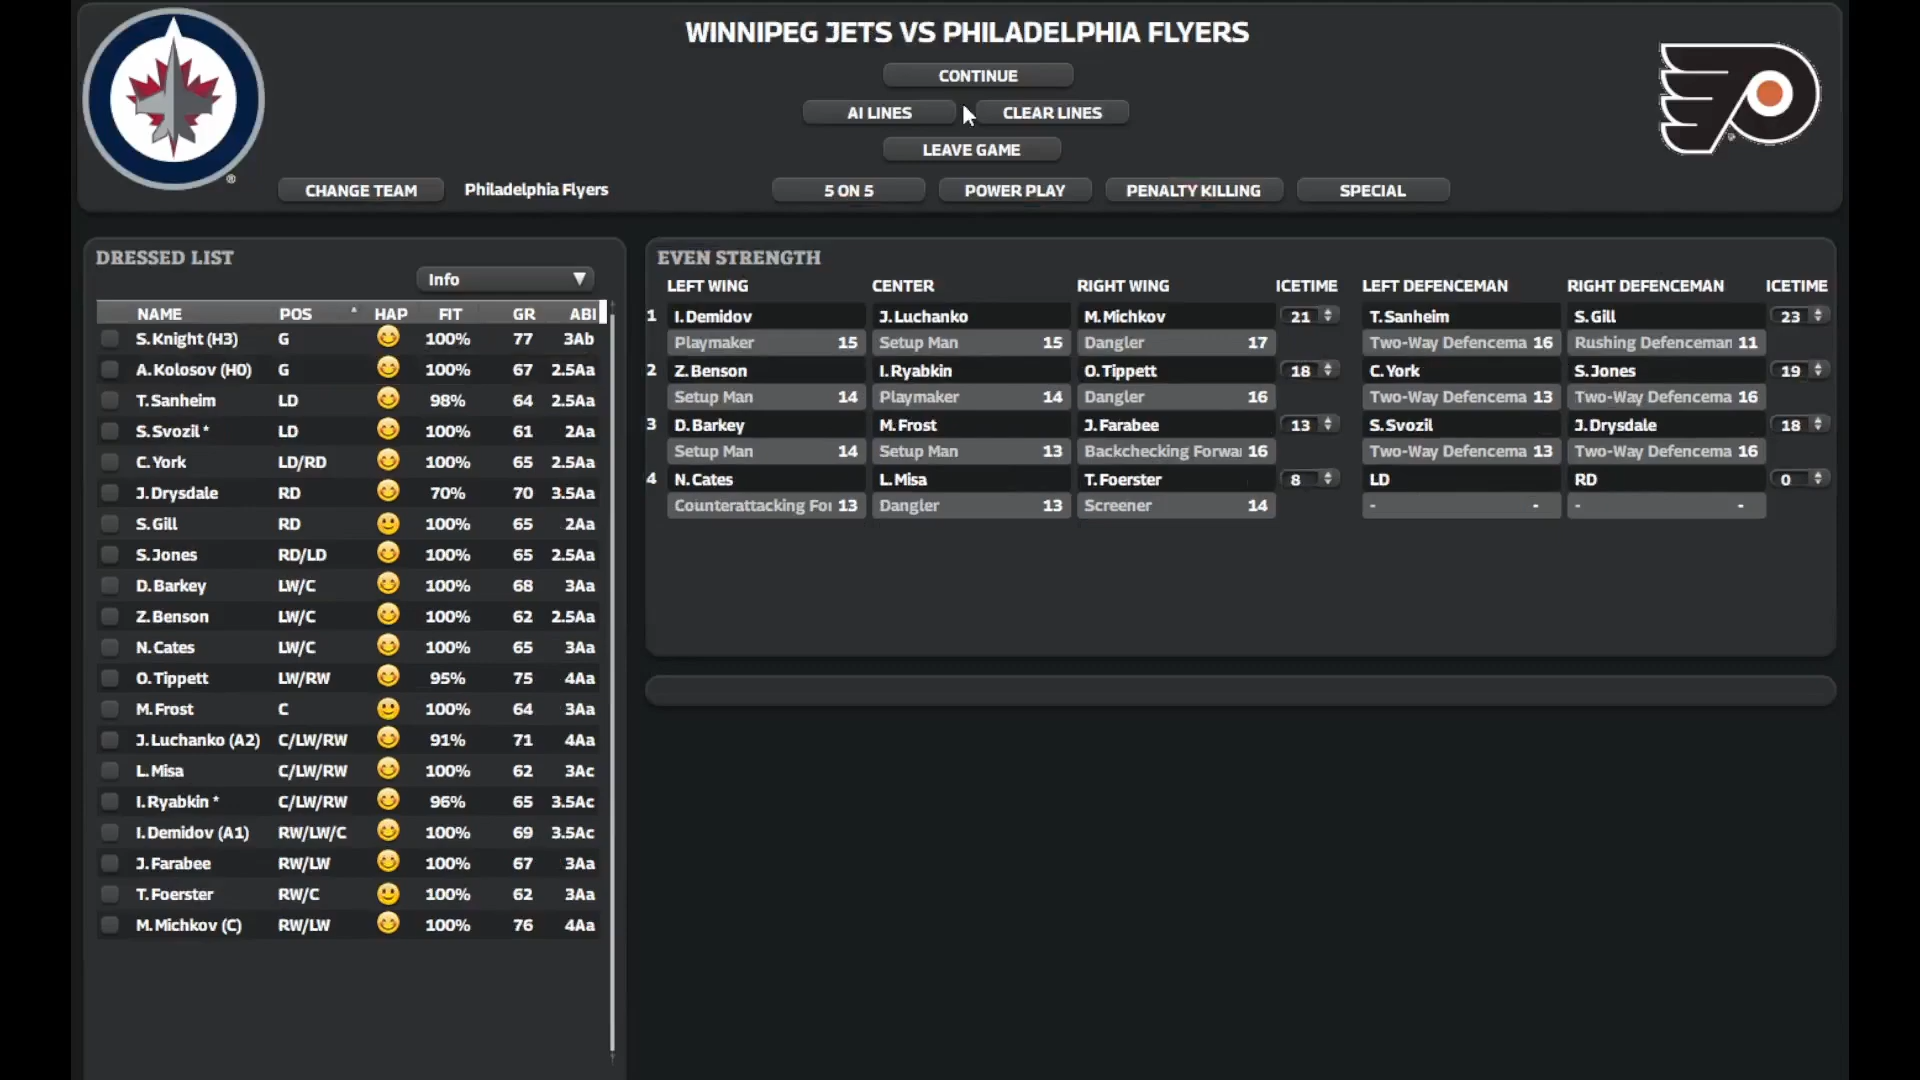 WINNIPEG JETS VS PHILADELPHIA FLYERS
CONTINUE
AI LINES CLEAR LINES
LEAVE GAME
CHANGE TEAM Philadelphia Flyers 5 ON 5 POWER PLAY PENALTY KILLING SPECIAL
DRESSED LIST
Info
NAME POS HAP FIT GR ABI
S. Knight (H3) G 100% 77 3Ab
A. Kolosov (H0) G 100% 67 2.5Aa
T. Sanheim LD 98% 64 2.5Aa
S. Svozil * LD 100% 61 2Aa
C. York LD/RD 100% 65 2.5Aa
J. Drysdale RD 70% 70 3.5Aa
S. Gill RD 100% 65 2Aa
S. Jones RD/LD 100% 65 2.5Aa
D. Barkey LW/C 100% 68 3Aa
Z. Benson LW/C 100% 62 2.5Aa
N. Cates LW/C 100% 65 3Aa
O. Tippett LW/RW 95% 75 4Aa
M. Frost C 100% 64 3Aa
J. Luchanko (A2) C/LW/RW 91% 71 4Aa
L. Misa C/LW/RW 100% 62 3Ac
I. Ryabkin * C/LW/RW 96% 65 3.5Ac
I. Demidov (A1) RW/LW/C 100% 69 3.5Ac
J. Farabee RW/LW 100% 67 3Aa
T. Foerster RW/C 100% 62 3Aa
M. Michkov (C) RW/LW 100% 76 4Aa
EVEN STRENGTH
LEFT WING CENTER RIGHT WING ICETIME LEFT DEFENCEMAN RIGHT DEFENCEMAN ICETIME
1 I. Demidov J. Luchanko M. Michkov 21 T. Sanheim S. Gill 23
Playmaker 15 Setup Man 15 Dangler 17 Two-Way Defencema 16 Rushing Defenceman 11
2 Z. Benson I. Ryabkin O. Tippett 18 C. York S. Jones 19
Setup Man 14 Playmaker 14 Dangler 16 Two-Way Defencema 13 Two-Way Defencema 16
3 D. Barkey M. Frost J. Farabee 13 S. Svozil J. Drysdale 18
Setup Man 14 Setup Man 13 Backchecking Forwa 16 Two-Way Defencema 13 Two-Way Defencema 16
4 N. Cates L. Misa T. Foerster 8 LD RD 0
Counterattacking For 13 Dangler 13 Screener 14 - - - -